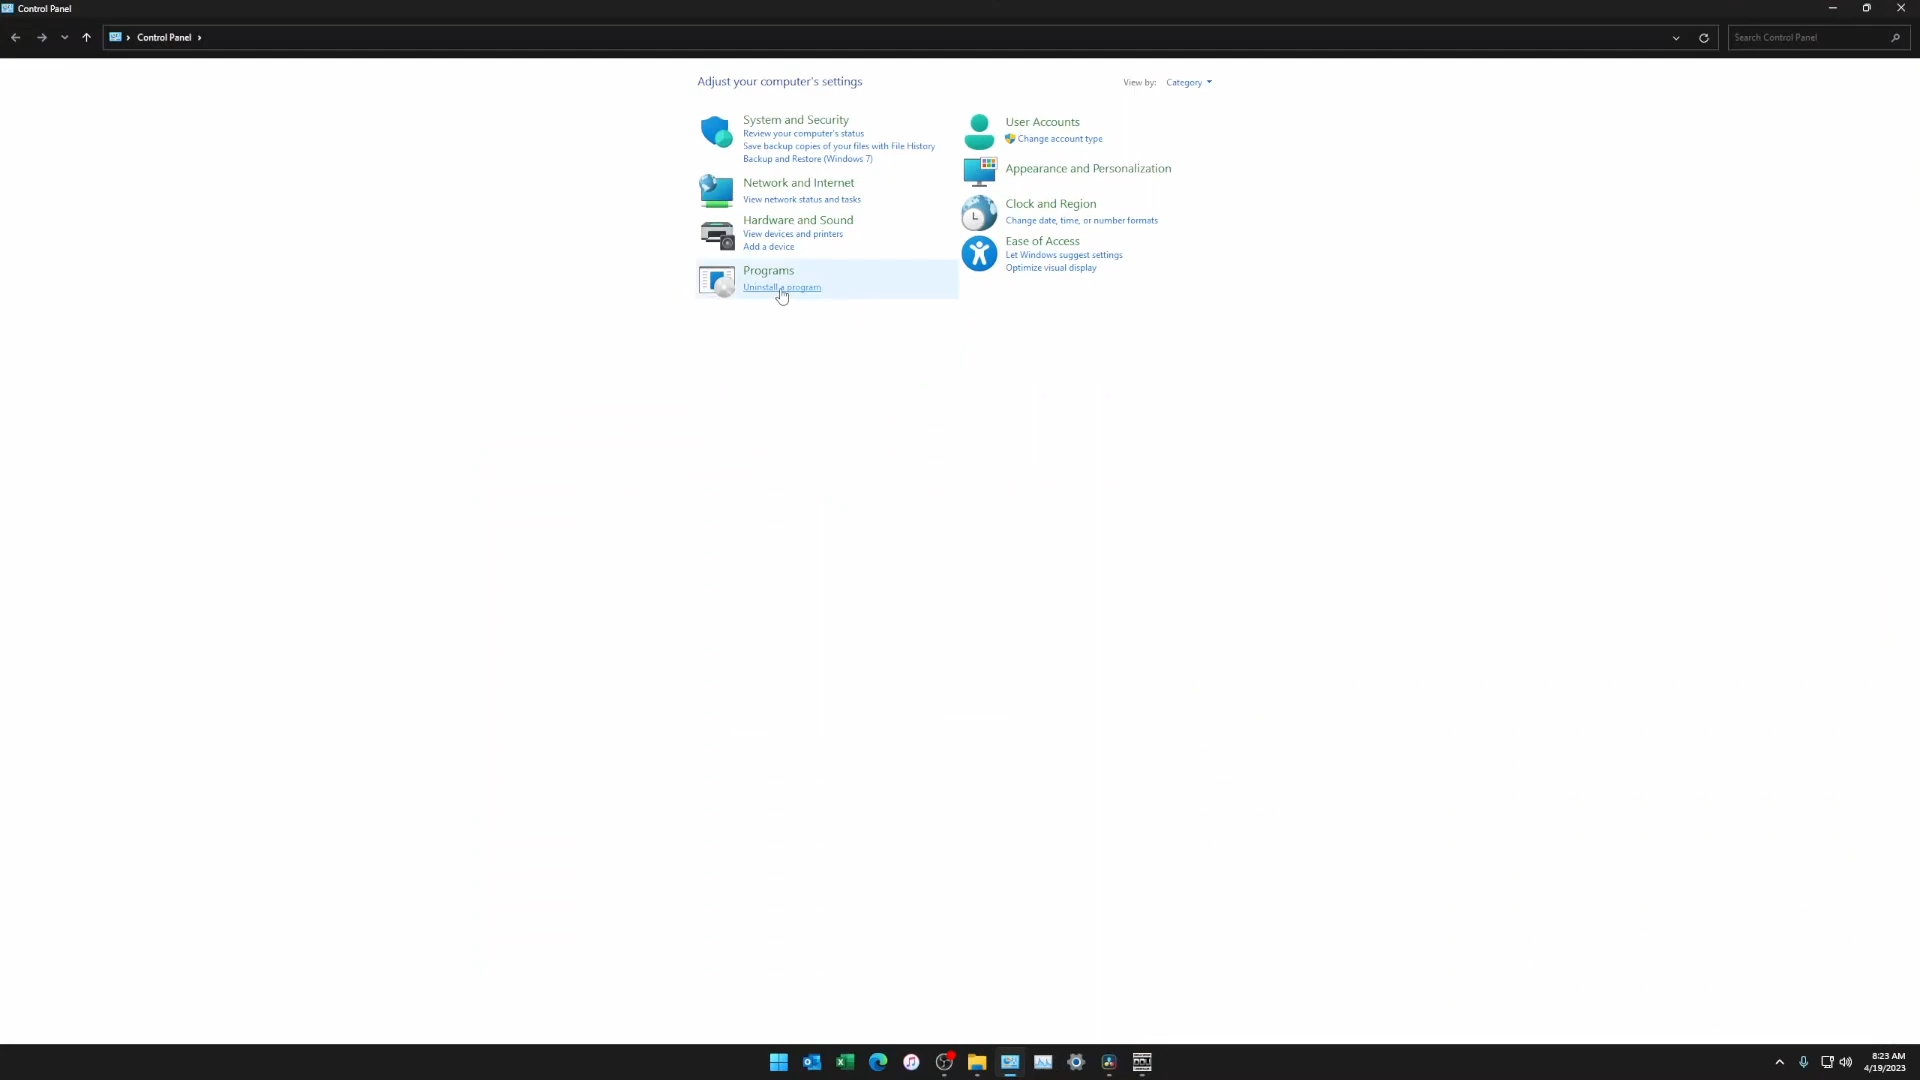 Control Panel
Control Panel
Search Control Panel
Adjust your computer's settings
View by: Category
System and Security
Review your computer's status
Save backup copies of your files with File History
Backup and Restore (Windows 7)
Network and Internet
View network status and tasks
Hardware and Sound
View devices and printers
Add a device
Programs
Uninstall a program
User Accounts
Change account type
Appearance and Personalization
Clock and Region
Change date, time, or number formats
Ease of Access
Let Windows suggest settings
Optimize visual display
DDU
8:23 AM
4/19/2023